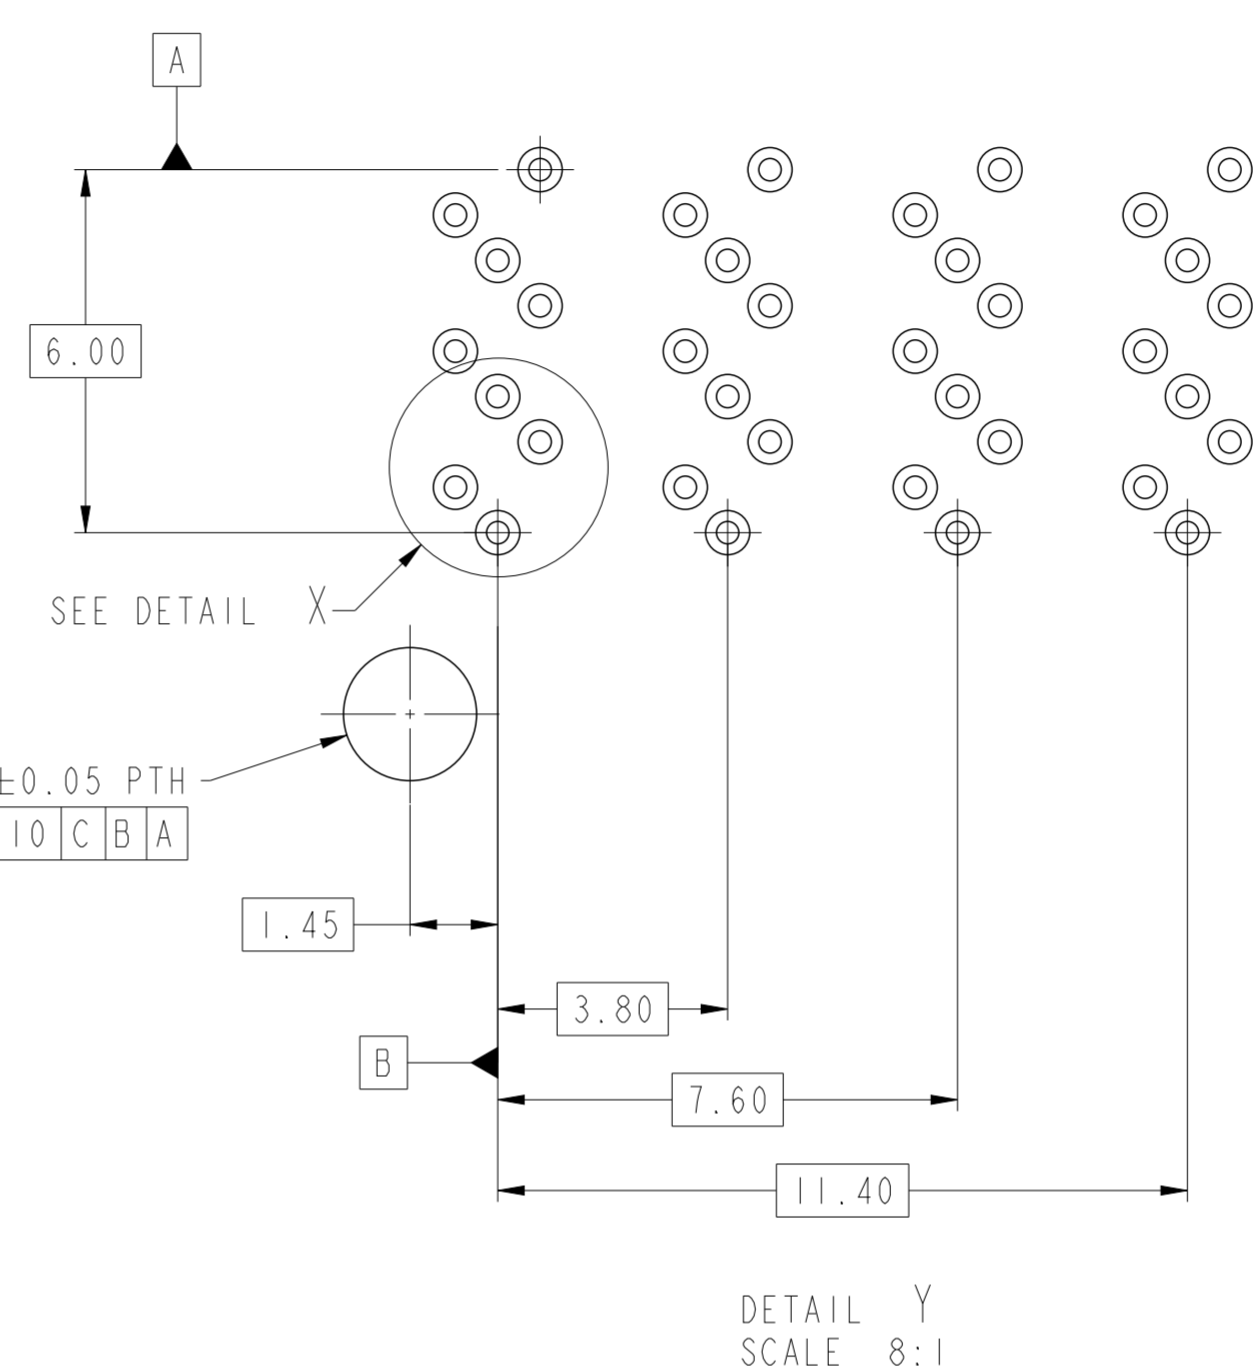 A
6.00
SEE DETAIL X
±0.05 PTH
10 C B A
1.45
3.80
B
7.60
11.40
DETAIL Y
SCALE 8:1